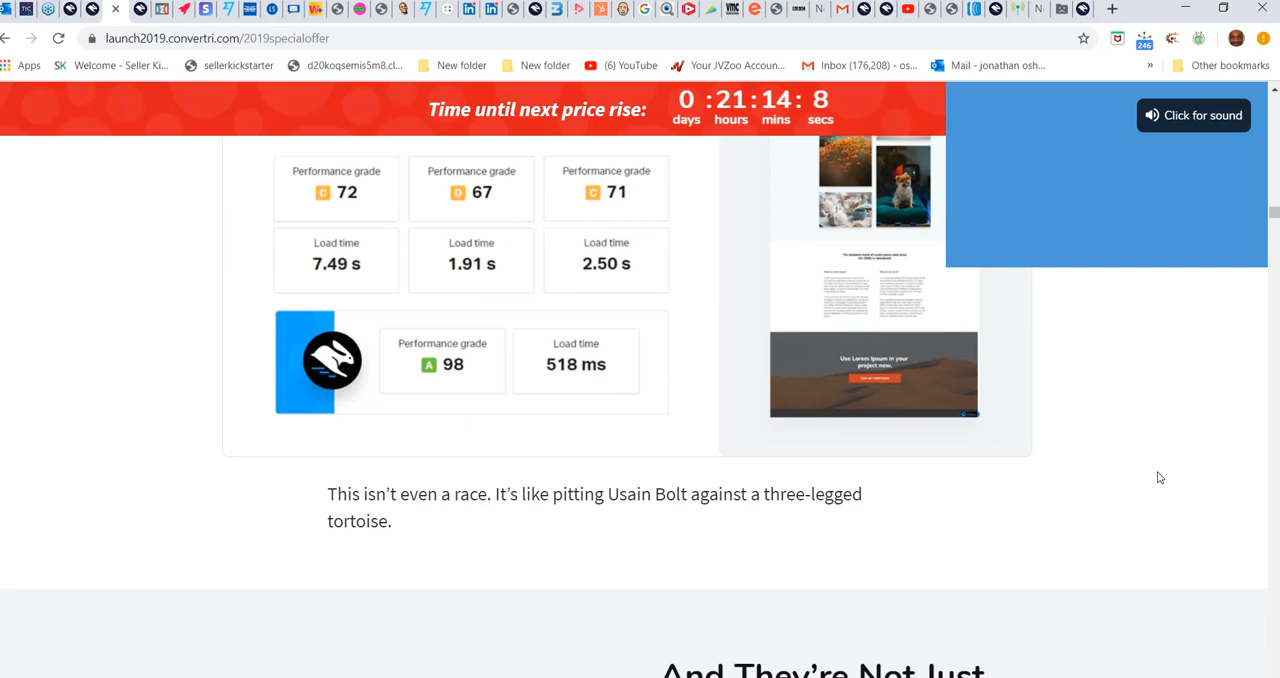 launch2019.convertri.com/2019specialoffer
246
Apps
Welcome - Seller Ki...
sellerkickstarter
d20koqsemis5m8.cl...
New folder
New folder
(6) YouTube
Your JVZoo Accoun...
Inbox (176,208) - os...
Mail - jonathan osh...
»
Other bookmarks
Time until next price rise:
0 : 21 : 14 : 8
days hours mins secs
Click for sound
Performance grade Performance grade Performance grade
C 72 D 67 C 71
Load time Load time Load time
7.49 s 1.91 s 2.50 s
Performance grade Load time
A 98 518 ms
Use Lorem Ipsum in your
project now.
This isn’t even a race. It’s like pitting Usain Bolt against a three-legged
tortoise.
And They’re Not Just